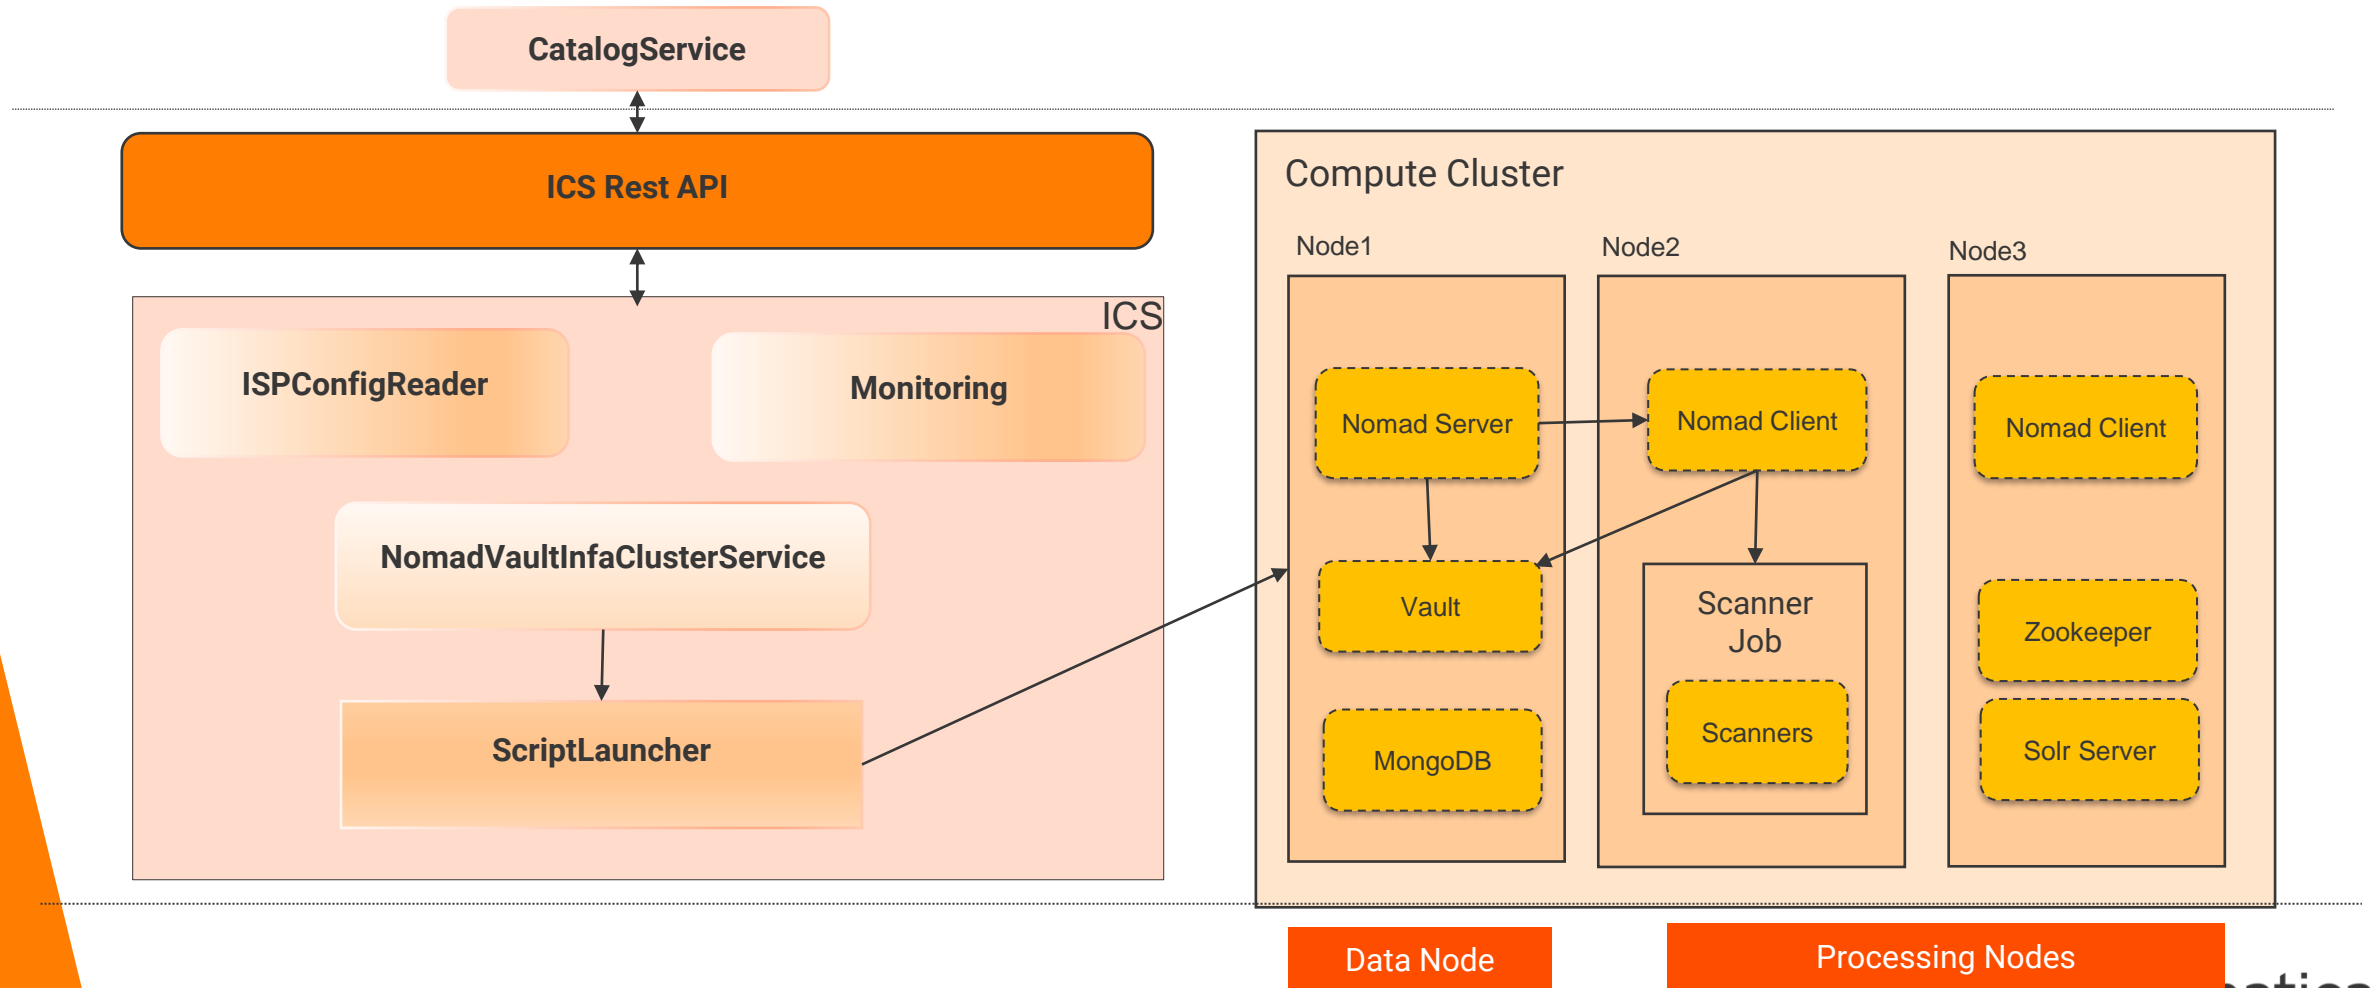 CatalogService
ICS Rest API
ICS
ISPConfigReader
Monitoring
NomadVaultInfaClusterService
ScriptLauncher
Compute Cluster
Node1
Node2
Node3
Nomad Server
Vault
MongoDB
Nomad Client
Scanner
Job
Scanners
Nomad Client
Zookeeper
Solr Server
Data Node
Processing Nodes